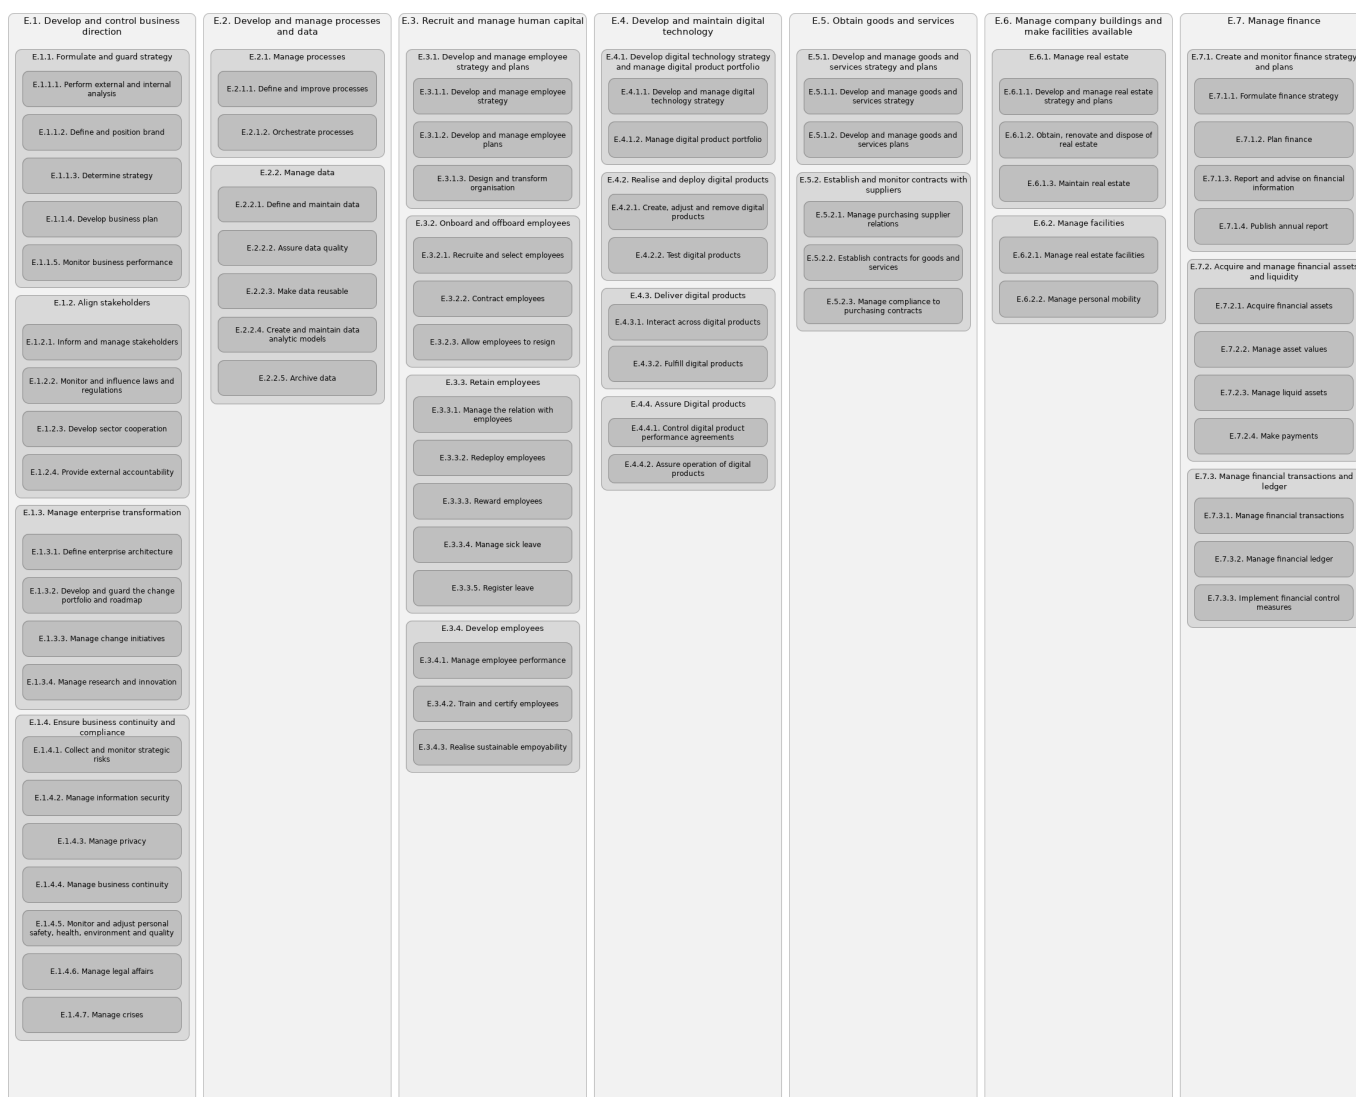 E.1. Develop and control business
direction
E.1.1. Formulate and guard strategy
E.1.1.1. Perform external and internal
analysis
E.1.1.2. Define and position brand
E.1.1.3. Determine strategy
E.1.1.4. Develop business plan
E.1.1.5. Monitor business performance
E.1.2. Align stakeholders
E.1.2.1. Inform and manage stakeholders
E.1.2.2. Monitor and influence laws and
regulations
E.1.2.3. Develop sector cooperation
E.1.2.4. Provide external accountability
E.1.3. Manage enterprise transformation
E.1.3.1. Define enterprise architecture
E.1.3.2. Develop and guard the change
portfolio and roadmap
E.1.3.3. Manage change initiatives
E.1.3.4. Manage research and innovation
E.1.4. Ensure business continuity and
compliance
E.1.4.1. Collect and monitor strategic
risks
E.1.4.2. Manage information security
E.1.4.3. Manage privacy
E.1.4.4. Manage business continuity
E.1.4.5. Monitor and adjust personal
safety, health, environment and quality
E.1.4.6. Manage legal affairs
E.1.4.7. Manage crises
E.2. Develop and manage processes
and data
E.2.1. Manage processes
E.2.1.1. Define and improve processes
E.2.1.2. Orchestrate processes
E.2.2. Manage data
E.2.2.1. Define and maintain data
E.2.2.2. Assure data quality
E.2.2.3. Make data reusable
E.2.2.4. Create and maintain data
analytic models
E.2.2.5. Archive data
E.3. Recruit and manage human capital
E.3.1. Develop and manage employee
strategy and plans
E.3.1.1. Develop and manage employee
strategy
E.3.1.2. Develop and manage employee
plans
E.3.1.3. Design and transform
organisation
E.3.2. Onboard and offboard employees
E.3.2.1. Recruite and select employees
E.3.2.2. Contract employees
E.3.2.3. Allow employees to resign
E.3.3. Retain employees
E.3.3.1. Manage the relation with
employees
E.3.3.2. Redeploy employees
E.3.3.3. Reward employees
E.3.3.4. Manage sick leave
E.3.3.5. Register leave
E.3.4. Develop employees
E.3.4.1. Manage employee performance
E.3.4.2. Train and certify employees
E.3.4.3. Realise sustainable empoyability
E.4. Develop and maintain digital
technology
E.4.1. Develop digital technology strategy
and manage digital product portfolio
E.4.1.1. Develop and manage digital
technology strategy
E.4.1.2. Manage digital product portfolio
E.4.2. Realise and deploy digital products
E.4.2.1. Create, adjust and remove digital
products
E.4.2.2. Test digital products
E.4.3. Deliver digital products
E.4.3.1. Interact across digital products
E.4.3.2. Fulfill digital products
E.4.4. Assure Digital products
E.4.4.1. Control digital product
performance agreements
E.4.4.2. Assure operation of digital
products
E.5. Obtain goods and services
E.5.1. Develop and manage goods and
services strategy and plans
E.5.1.1. Develop and manage goods and
services strategy
E.5.1.2. Develop and manage goods and
services plans
E.5.2. Establish and monitor contracts with
suppliers
E.5.2.1. Manage purchasing supplier
relations
E.5.2.2. Establish contracts for goods and
services
E.5.2.3. Manage compliance to
purchasing contracts
E.6. Manage company buildings and
make facilities available
E.6.1. Manage real estate
E.6.1.1. Develop and manage real estate
strategy and plans
E.6.1.2. Obtain, renovate and dispose of
real estate
E.6.1.3. Maintain real estate
E.6.2. Manage facilities
E.6.2.1. Manage real estate facilities
E.6.2.2. Manage personal mobility
E.7. Manage finance
E.7.1. Create and monitor finance strategy
and plans
E.7.1.1. Formulate finance strategy
E.7.1.2. Plan finance
E.7.1.3. Report and advise on financial
information
E.7.1.4. Publish annual report
E.7.2. Acquire and manage financial assets
and liquidity
E.7.2.1. Acquire financial assets
E.7.2.2. Manage asset values
E.7.2.3. Manage liquid assets
E.7.2.4. Make payments
E.7.3. Manage financial transactions and
ledger
E.7.3.1. Manage financial transactions
E.7.3.2. Manage financial ledger
E.7.3.3. Implement financial control
measures